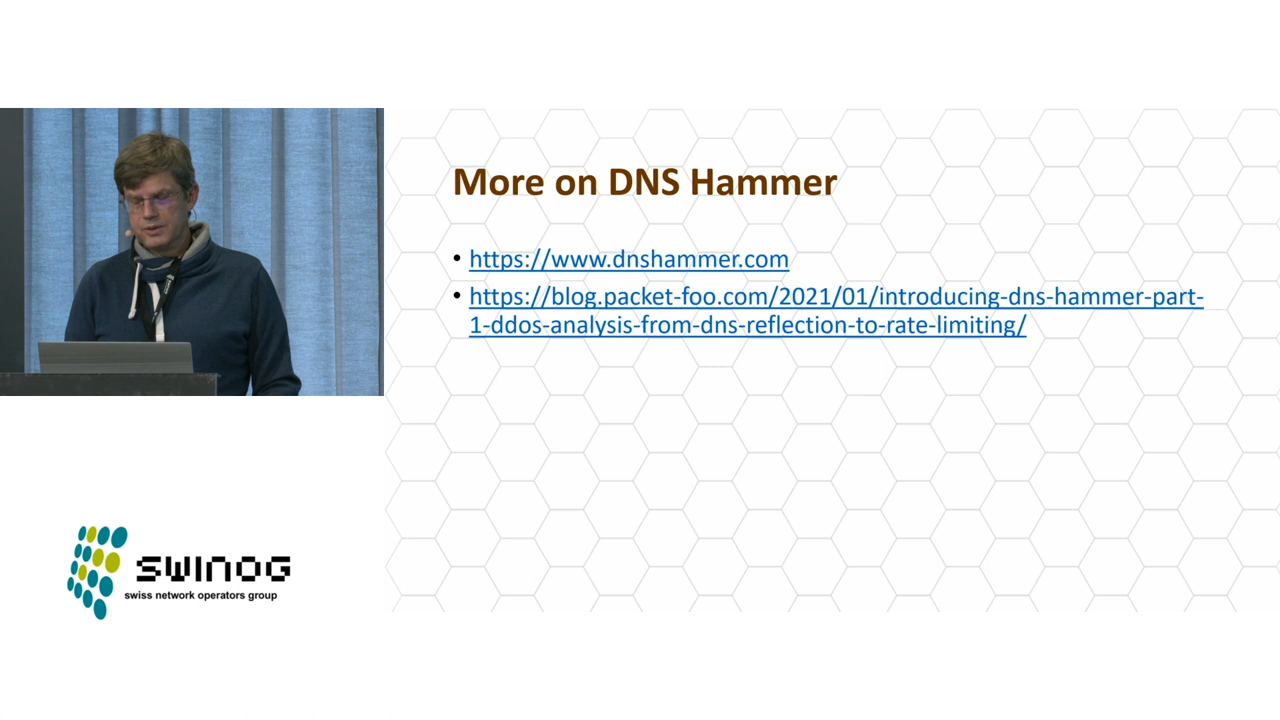 More on DNS Hammer
• https://www.dnshammer.com
• https://blog.packet-foo.com/2021/01/introducing-dns-hammer-part-
1-ddos-analysis-from-dns-reflection-to-rate-limiting/
SWINOG
swiss network operators group